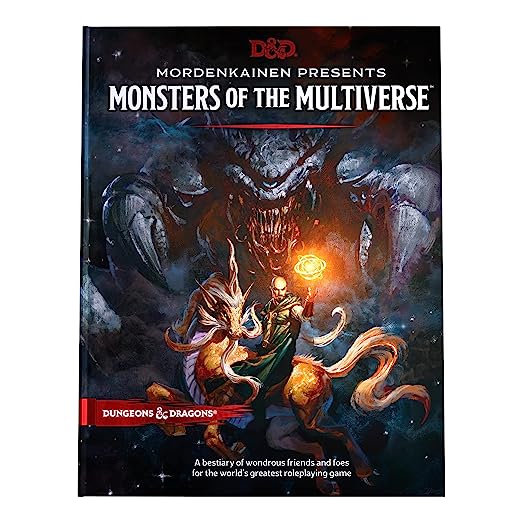 D&D
MORDENKAINEN PRESENTS
MONSTERS OF THE MULTIVERSE™
DUNGEONS & DRAGONS®
A bestiary of wondrous friends and foes
for the world's greatest roleplaying game